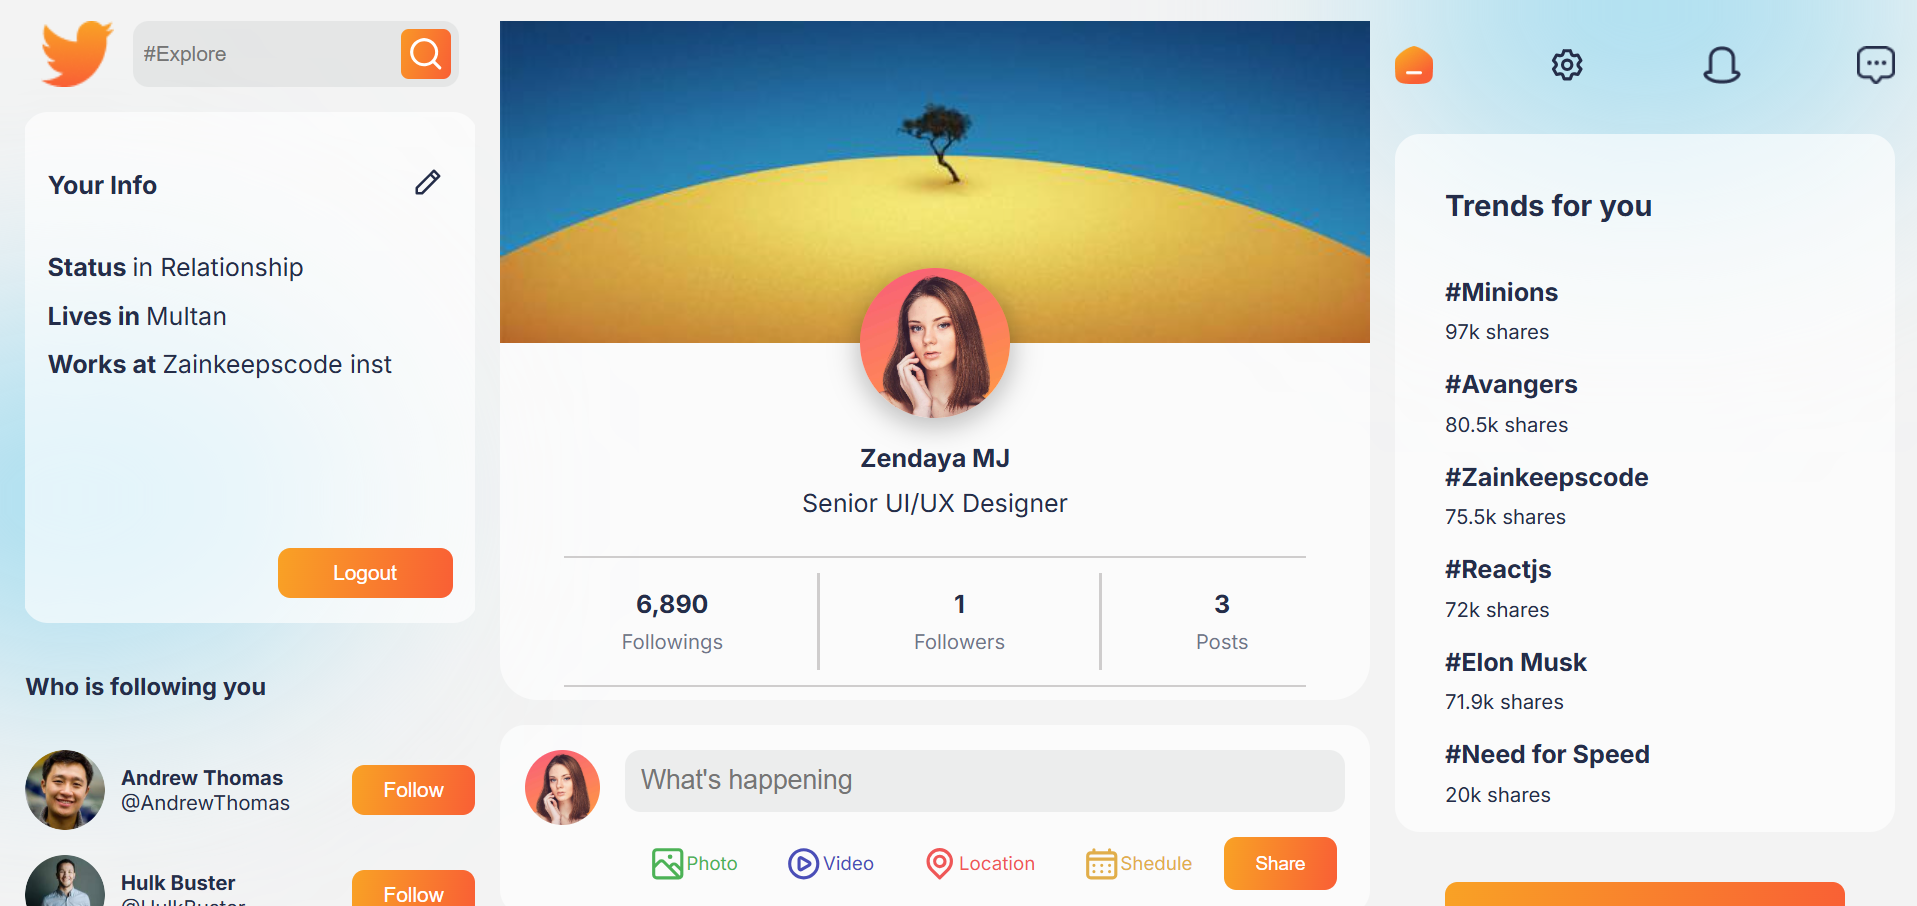 #Explore
Your Info
Status in Relationship
Lives in Multan
Works at Zainkeepscode inst
Logout
Who is following you
Andrew Thomas
@AndrewThomas
Follow
Hulk Buster
@HulkBuster
Follow
Zendaya MJ
Senior UI/UX Designer
6,890
Followings
1
Followers
3
Posts
What's happening
Photo
Video
Location
Shedule
Share
Trends for you
#Minions
97k shares
#Avangers
80.5k shares
#Zainkeepscode
75.5k shares
#Reactjs
72k shares
#Elon Musk
71.9k shares
#Need for Speed
20k shares